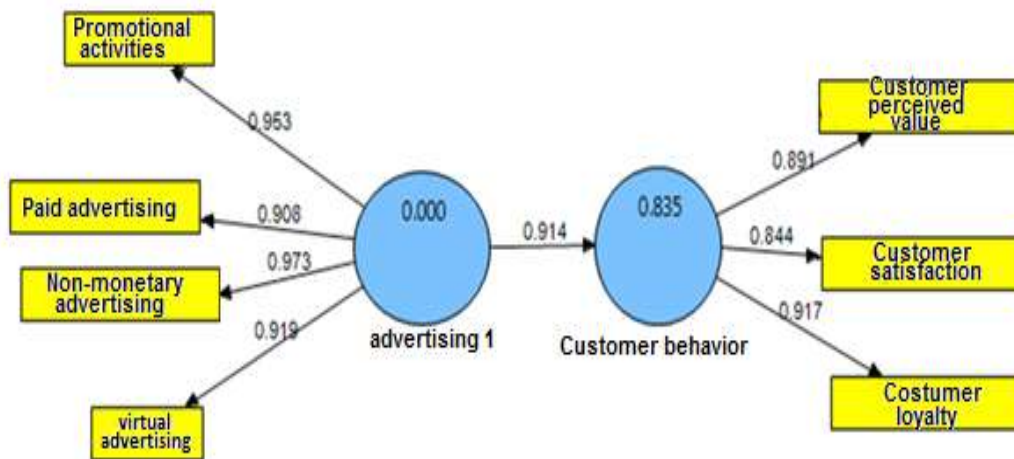 Promotional
activities
0.953
Paid advertising
0.908
Non-monetary
advertising
0.973
virtual
advertising
0.919
0.000
advertising 1
0.914
0.835
Customer behavior
Customer
perceived
value
0.891
Customer
satisfaction
0.844
Costumer
loyalty
0.917